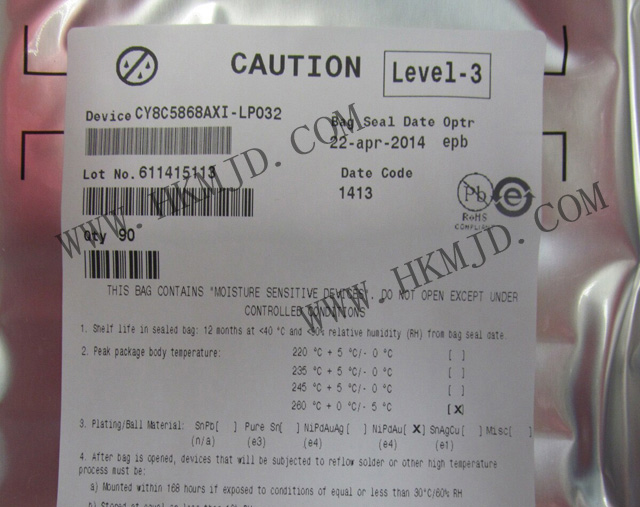 CAUTION
Level-3
Device CY8C5868AXI-LP032
Bag Seal Date Optr
22-apr-2014 epb
Lot No. 611415113
Date Code
1413
Pb
e
RoHS
COMPLIANT
Qty 90
WWW.HKMJD.COM
WWW.HKMJD.COM
THIS BAG CONTAINS "MOISTURE SENSITIVE DEVICES". DO NOT OPEN EXCEPT UNDER
CONTROLLED CONDITIONS
1. Shelf life in sealed bag: 12 months at <40 °C and <90% relative humidity (RH) from bag seal date.
2. Peak package body temperature: 220 °C + 5 °C/- 0 °C [ ]
235 °C + 5 °C/- 0 °C [ ]
245 °C + 5 °C/- 0 °C [ ]
260 °C + 0 °C/- 5 °C [ X ]
3. Plating/Ball Material: SnPb[ ] Pure Sn[ ] NiPdAuAg[ ] NiPdAu[ X ] SnAgCu[ ] Misc[ ]
(n/a) (e3) (e4) (e4) (e1)
4. After bag is opened, devices that will be subjected to reflow solder or other high temperature
process must be:
a) Mounted within 168 hours if exposed to conditions of equal or less than 30°C/60% RH